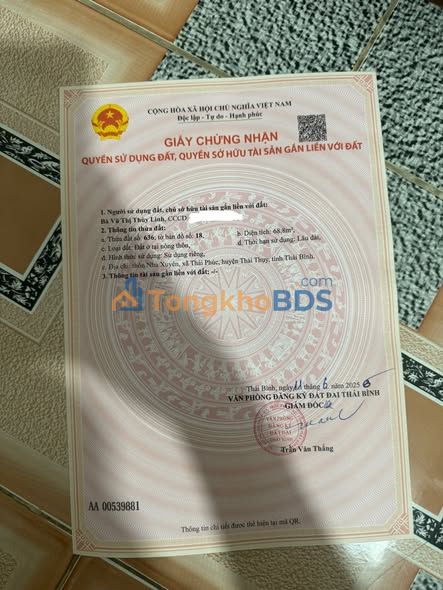 CỘNG HÒA XÃ HỘI CHỦ NGHĨA VIỆT NAM
Độc lập - Tự do - Hạnh phúc
GIẤY CHỨNG NHẬN
QUYỀN SỬ DỤNG ĐẤT, QUYỀN SỞ HỮU TÀI SẢN GẮN LIỀN VỚI ĐẤT
1. Người sử dụng đất, chủ sở hữu tài sản gắn liền với đất:
Bà Vũ Thị Thùy Linh, CCCD
2. Thông tin thửa đất:
a. Thửa đất số: 636; tờ bản đồ số: 18, b. Diện tích: 68,8m²,
c. Loại đất: Đất ở tại nông thôn, d. Thời hạn sử dụng: Lâu dài,
đ. Hình thức sử dụng: Sử dụng riêng,
e. Địa chỉ: thôn Nha Xuyên, xã Thái Phúc, huyện Thái Thụy, tỉnh Thái Bình.
3. Thông tin tài sản gắn liền với đất: -/-
TongkhoBDS.com
Thái Bình, ngày 11 tháng 6 năm 2025
VĂN PHÒNG ĐĂNG KÝ ĐẤT ĐAI THÁI BÌNH
GIÁM ĐỐC
VĂN PHÒNG
ĐĂNG KÝ
ĐẤT ĐAI
Trần Văn Thắng
AA 00539881
Thông tin chi tiết được thể hiện tại mã QR.